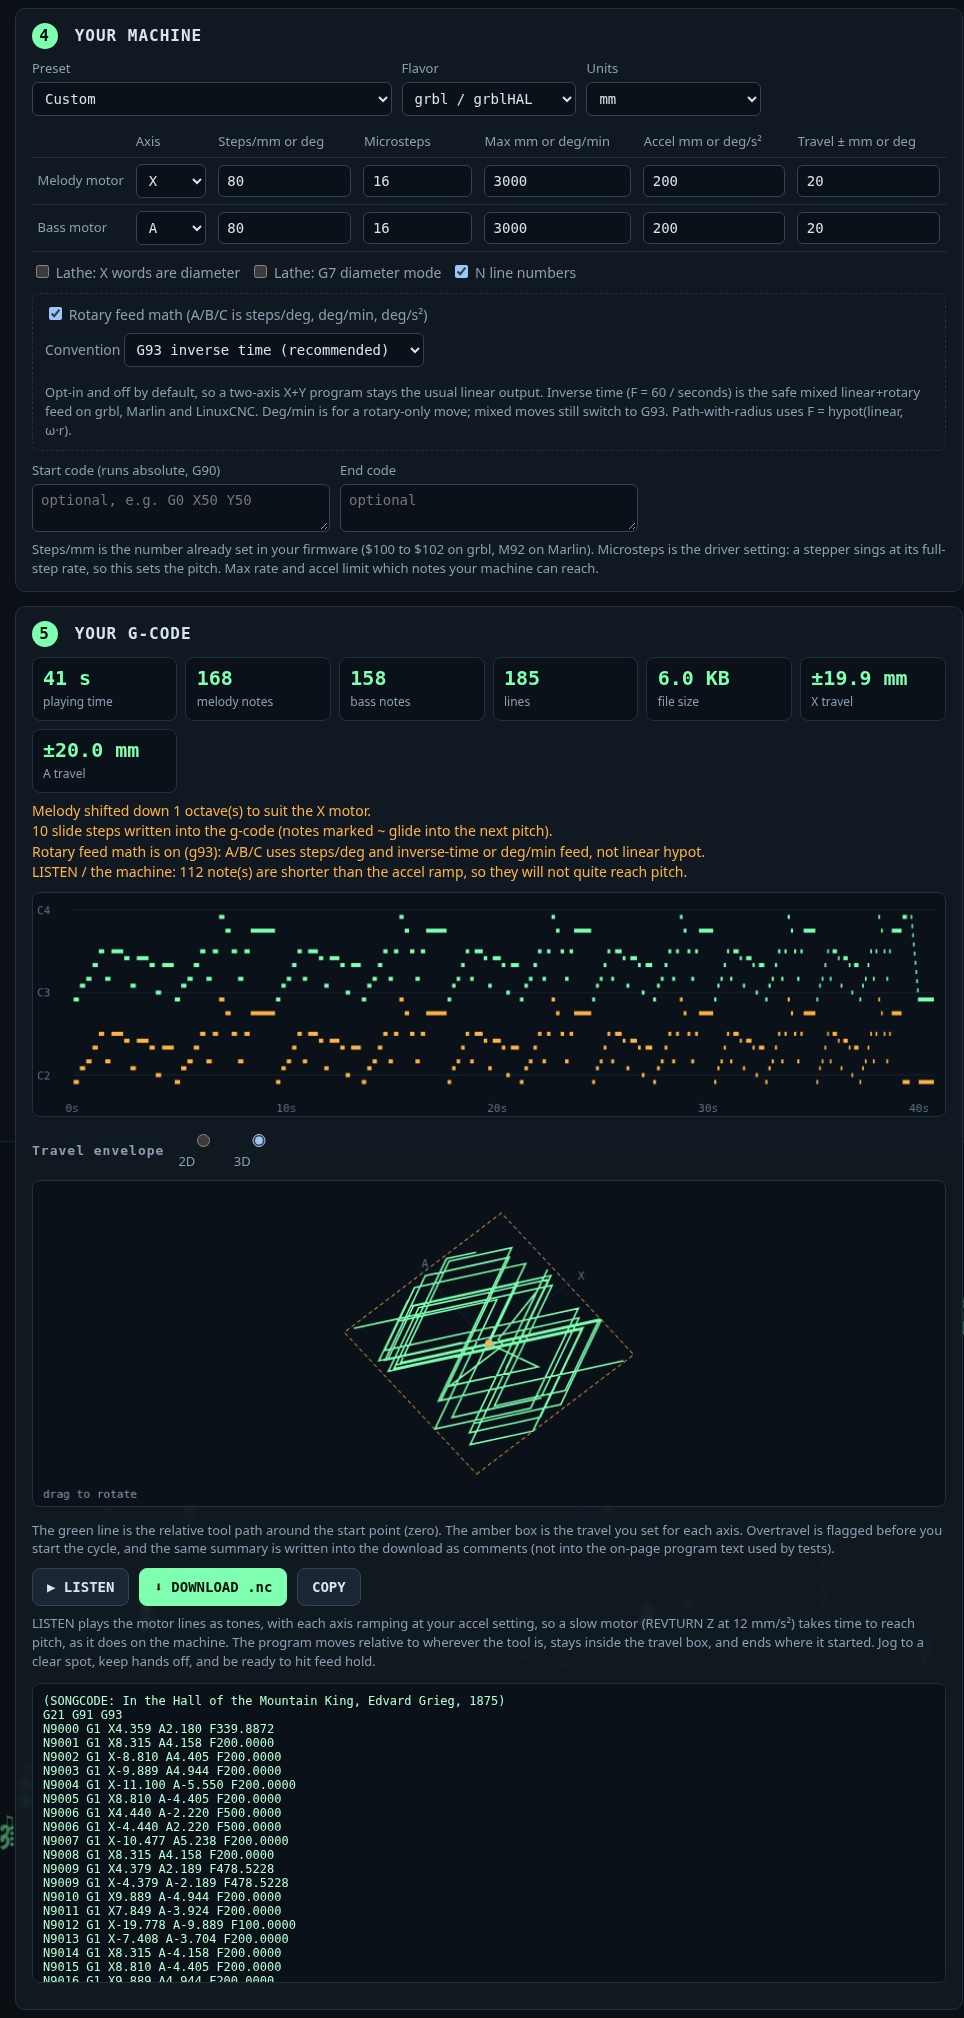 4 YOUR MACHINE
Preset Flavor Units
Custom grbl / grblHAL mm
Axis Steps/mm or deg Microsteps Max mm or deg/min Accel mm or deg/s² Travel ± mm or deg
Melody motor X 80 16 3000 200 20
Bass motor A 80 16 3000 200 20
Lathe: X words are diameter Lathe: G7 diameter mode N line numbers
Rotary feed math (A/B/C is steps/deg, deg/min, deg/s²)
Convention G93 inverse time (recommended)
Opt-in and off by default, so a two-axis X+Y program stays the usual linear output. Inverse time (F = 60 / seconds) is the safe mixed linear+rotary
feed on grbl, Marlin and LinuxCNC. Deg/min is for a rotary-only move; mixed moves still switch to G93. Path-with-radius uses F = hypot(linear,
ω·r).
Start code (runs absolute, G90) End code
optional, e.g. G0 X50 Y50 optional
Steps/mm is the number already set in your firmware ($100 to $102 on grbl, M92 on Marlin). Microsteps is the driver setting: a stepper sings at its full-
step rate, so this sets the pitch. Max rate and accel limit which notes your machine can reach.
5 YOUR G-CODE
41 s 168 158 185 6.0 KB ±19.9 mm
playing time melody notes bass notes lines file size X travel
±20.0 mm
A travel
Melody shifted down 1 octave(s) to suit the X motor.
10 slide steps written into the g-code (notes marked ~ glide into the next pitch).
Rotary feed math is on (g93): A/B/C uses steps/deg and inverse-time or deg/min feed, not linear hypot.
LISTEN / the machine: 112 note(s) are shorter than the accel ramp, so they will not quite reach pitch.
C4
C3
C2
0s 10s 20s 30s 40s
Travel envelope 2D 3D
A
X
drag to rotate
The green line is the relative tool path around the start point (zero). The amber box is the travel you set for each axis. Overtravel is flagged before you
start the cycle, and the same summary is written into the download as comments (not into the on-page program text used by tests).
▶ LISTEN ⬇ DOWNLOAD .nc COPY
LISTEN plays the motor lines as tones, with each axis ramping at your accel setting, so a slow motor (REVTURN Z at 12 mm/s²) takes time to reach
pitch, as it does on the machine. The program moves relative to wherever the tool is, stays inside the travel box, and ends where it started. Jog to a
clear spot, keep hands off, and be ready to hit feed hold.
(SONGCODE: In the Hall of the Mountain King, Edvard Grieg, 1875)
G21 G91 G93
N9000 G1 X4.359 A2.180 F339.8872
N9001 G1 X8.315 A4.158 F200.0000
N9002 G1 X-8.810 A4.405 F200.0000
N9003 G1 X-9.889 A4.944 F200.0000
N9004 G1 X-11.100 A-5.550 F200.0000
N9005 G1 X8.810 A-4.405 F200.0000
N9006 G1 X4.440 A-2.220 F500.0000
N9006 G1 X-4.440 A2.220 F500.0000
N9007 G1 X-10.477 A5.238 F200.0000
N9008 G1 X8.315 A4.158 F200.0000
N9009 G1 X4.379 A2.189 F478.5228
N9009 G1 X-4.379 A-2.189 F478.5228
N9010 G1 X9.889 A-4.944 F200.0000
N9011 G1 X7.849 A-3.924 F200.0000
N9012 G1 X-19.778 A-9.889 F100.0000
N9013 G1 X-7.408 A-3.704 F200.0000
N9014 G1 X8.315 A-4.158 F200.0000
N9015 G1 X8.810 A-4.405 F200.0000
N9016 G1 X9.889 A4.944 F200.0000